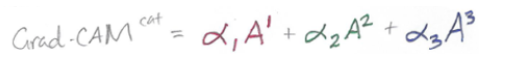 Grad-CAM^cat = α₁A¹ + α₂A² + α₃A³